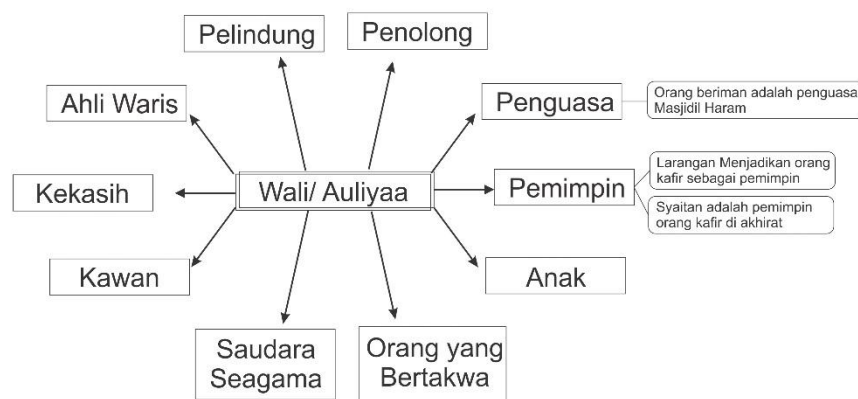 Pelindung
Penolong
Ahli Waris
Penguasa
Orang beriman adalah penguasa
Masjidil Haram
Kekasih
Wali/ Auliyaa
Pemimpin
Larangan Menjadikan orang
kafir sebagai pemimpin
Syaitan adalah pemimpin
orang kafir di akhirat
Kawan
Anak
Saudara
Seagama
Orang yang
Bertakwa